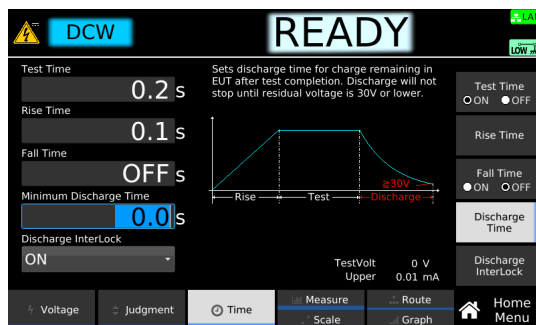 DCW
READY
LAN
LOW
Test Time
0.2 s
Rise Time
0.1 s
Fall Time
OFF s
Minimum Discharge Time
0.0 s
Discharge InterLock
ON
Sets discharge time for charge remaining in
EUT after test completion. Discharge will not
stop until residual voltage is 30V or lower.
≧30V
Rise
Test
Discharge
TestVolt 0 V
Upper 0.01 mA
Test Time
ON OFF
Rise Time
Fall Time
ON OFF
Discharge
Time
Discharge
InterLock
Voltage
Judgment
Time
Measure
Scale
Route
Graph
Home
Menu